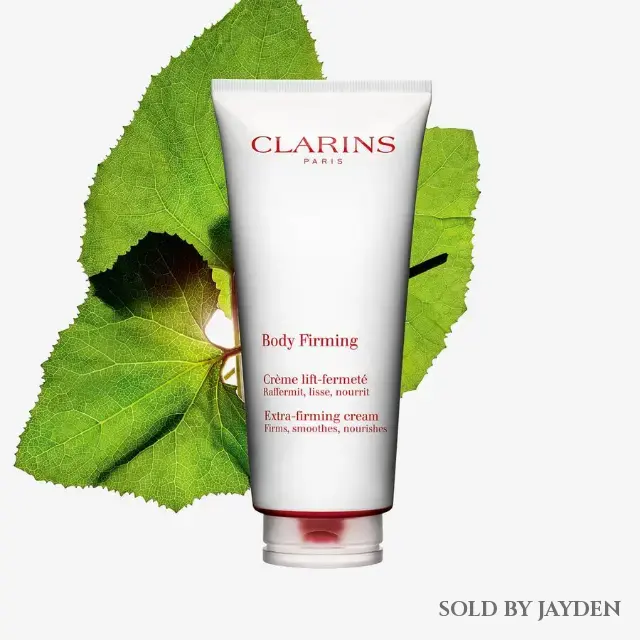 CLARINS
PARIS
Body Firming
Crème lift-fermeté
Raffermit, lisse, nourrit
Extra-firming cream
Firms, smoothes, nourishes
SOLD BY JAYDEN